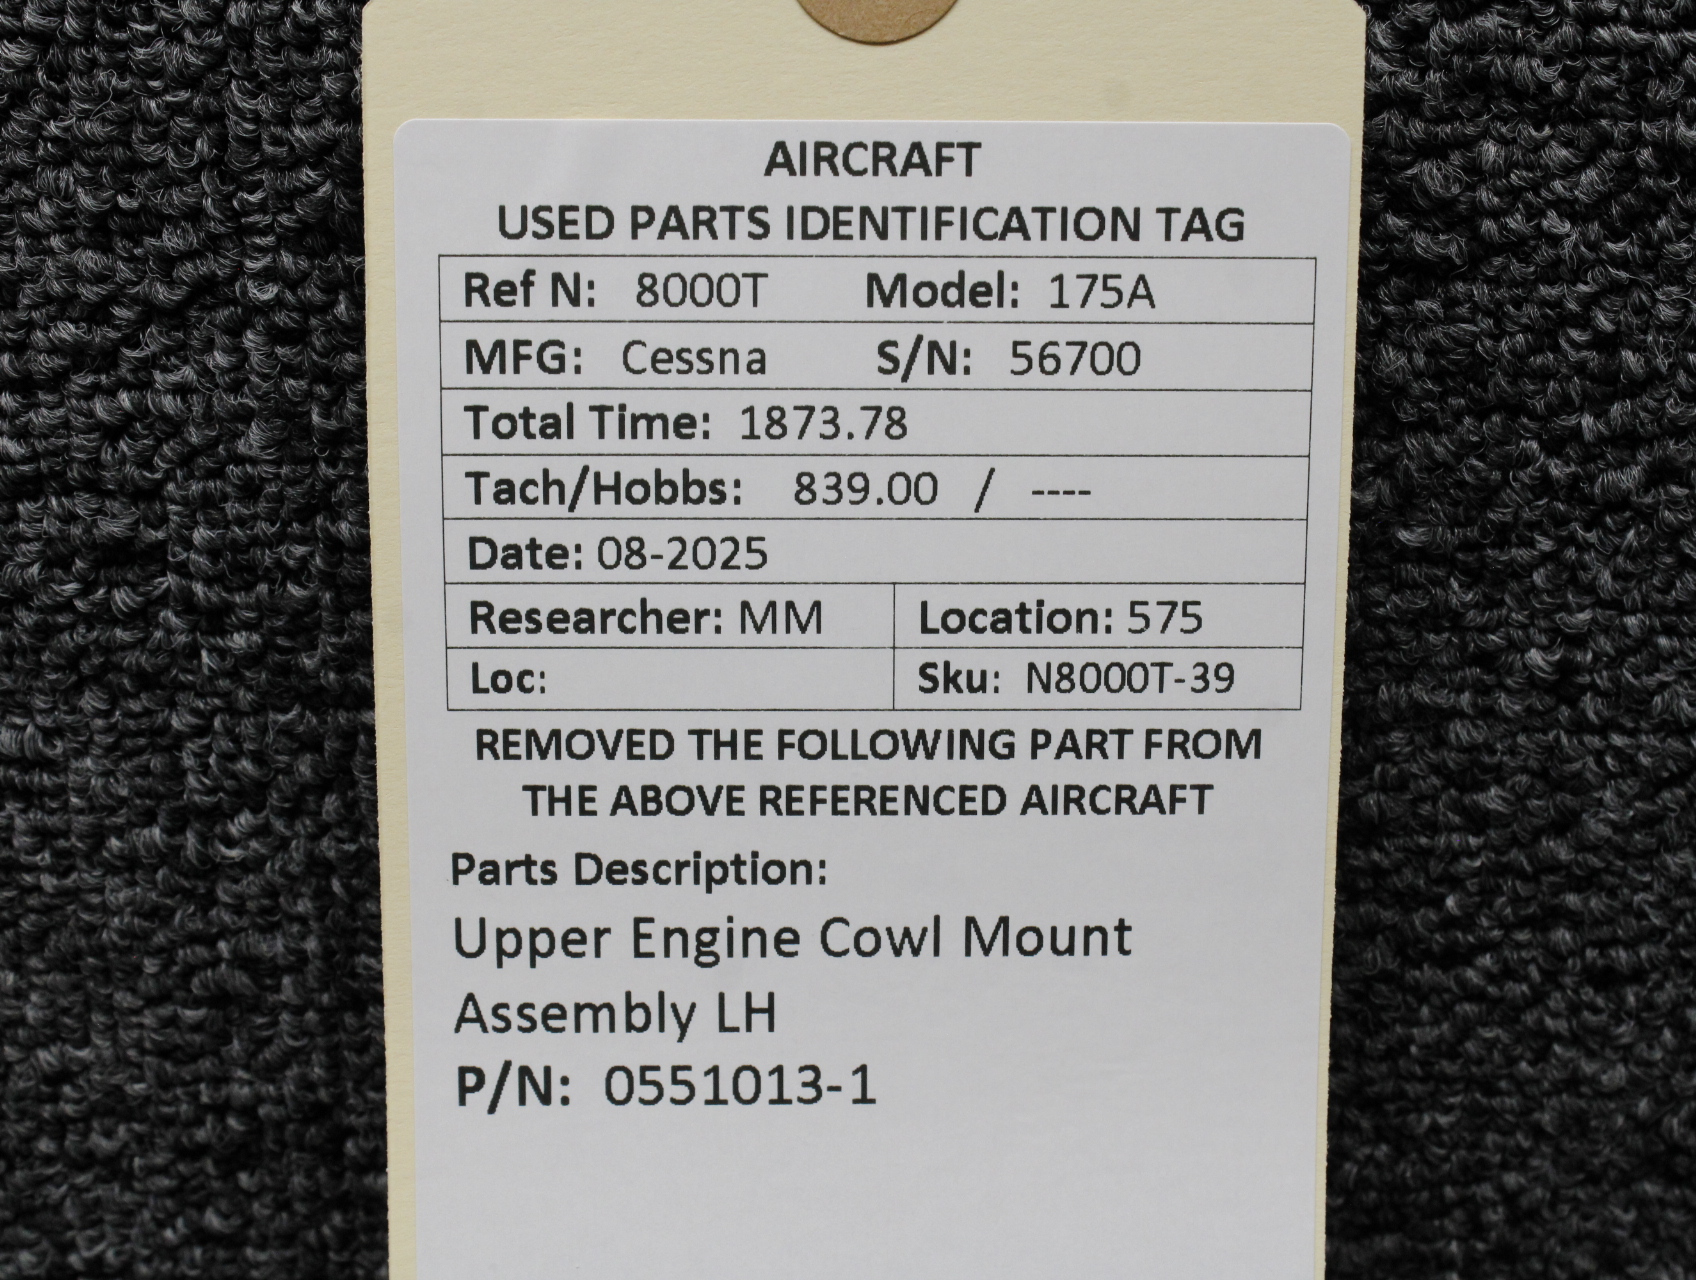 AIRCRAFT
USED PARTS IDENTIFICATION TAG
Ref N: 8000T Model: 175A
MFG: Cessna S/N: 56700
Total Time: 1873.78
Tach/Hobbs: 839.00 / ----
Date: 08-2025
Researcher: MM Location: 575
Loc: Sku: N8000T-39
REMOVED THE FOLLOWING PART FROM
THE ABOVE REFERENCED AIRCRAFT
Parts Description:
Upper Engine Cowl Mount
Assembly LH
P/N: 0551013-1